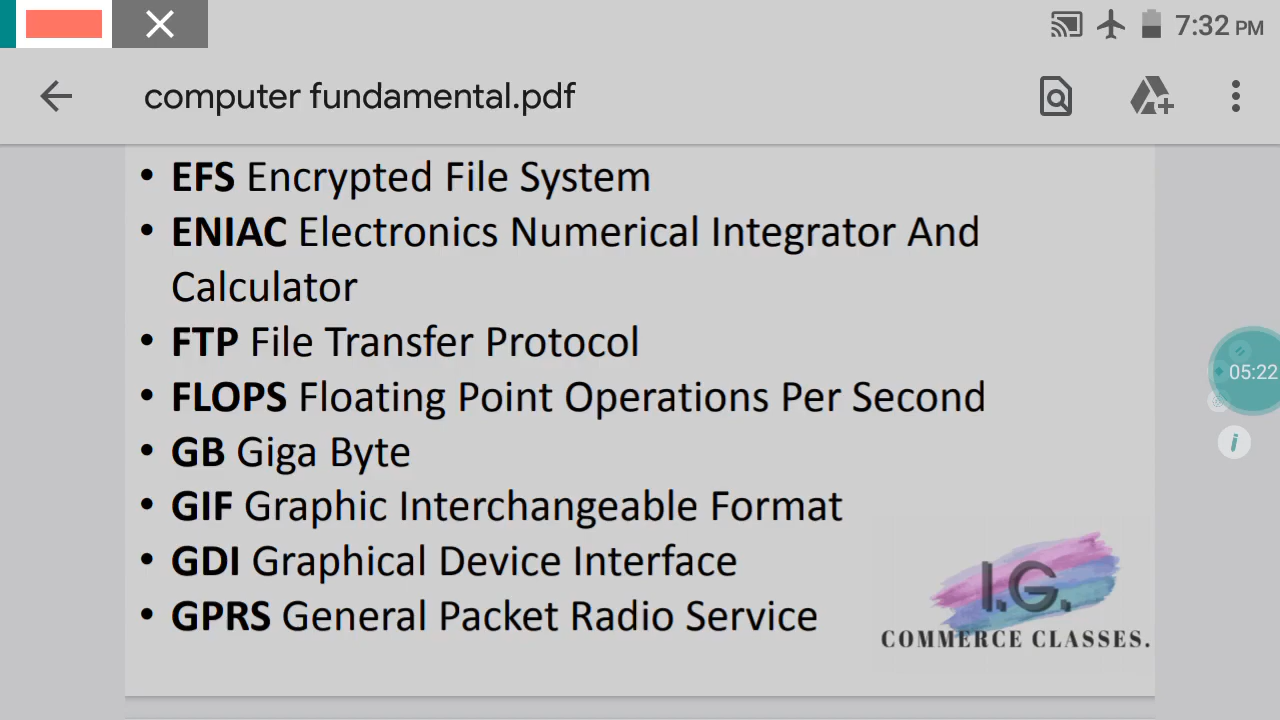 7:32 PM
computer fundamental.pdf
• EFS Encrypted File System
• ENIAC Electronics Numerical Integrator And
Calculator
• FTP File Transfer Protocol
• FLOPS Floating Point Operations Per Second
• GB Giga Byte
• GIF Graphic Interchangeable Format
• GDI Graphical Device Interface
• GPRS General Packet Radio Service
05:22
i
I.G.
COMMERCE CLASSES.